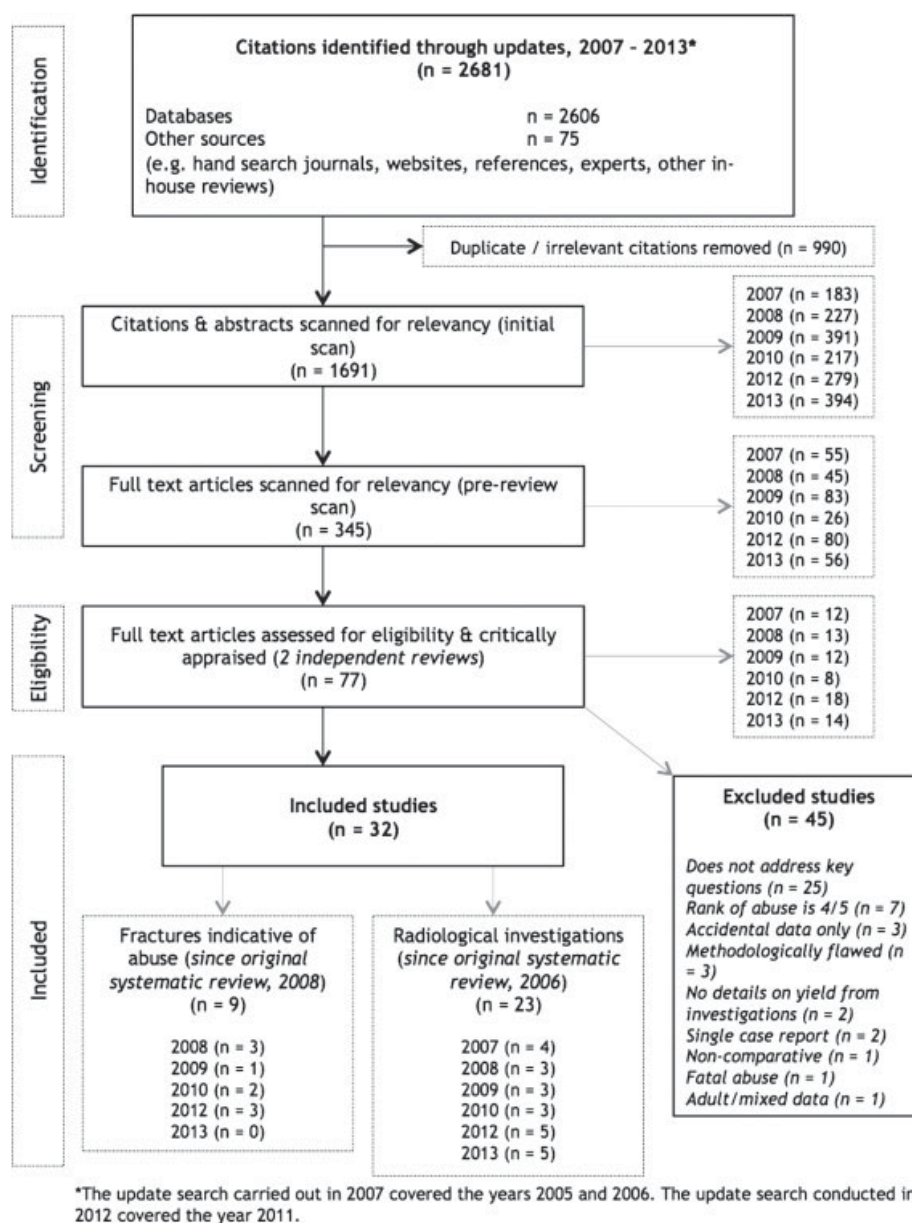 Identification
Citations identified through updates, 2007 – 2013*
(n = 2681)
Databases n = 2606
Other sources n = 75
(e.g. hand search journals, websites, references, experts, other in-
house reviews)
Duplicate / irrelevant citations removed (n = 990)
Screening
Citations & abstracts scanned for relevancy (initial
scan)
(n = 1691)
2007 (n = 183)
2008 (n = 227)
2009 (n = 391)
2010 (n = 217)
2012 (n = 279)
2013 (n = 394)
Full text articles scanned for relevancy (pre-review
scan)
(n = 345)
2007 (n = 55)
2008 (n = 45)
2009 (n = 83)
2010 (n = 26)
2012 (n = 80)
2013 (n = 56)
Eligibility
Full text articles assessed for eligibility & critically
appraised (2 independent reviews)
(n = 77)
2007 (n = 12)
2008 (n = 13)
2009 (n = 12)
2010 (n = 8)
2012 (n = 18)
2013 (n = 14)
Included
Included studies
(n = 32)
Excluded studies
(n = 45)
Does not address key
questions (n = 25)
Rank of abuse is 4/5 (n = 7)
Accidental data only (n = 3)
Methodologically flawed (n
= 3)
No details on yield from
investigations (n = 2)
Single case report (n = 2)
Non-comparative (n = 1)
Fatal abuse (n = 1)
Adult/mixed data (n = 1)
Fractures indicative of
abuse (since original
systematic review, 2008)
(n = 9)
2008 (n = 3)
2009 (n = 1)
2010 (n = 2)
2012 (n = 3)
2013 (n = 0)
Radiological investigations
(since original systematic
review, 2006)
(n = 23)
2007 (n = 4)
2008 (n = 3)
2009 (n = 3)
2010 (n = 3)
2012 (n = 5)
2013 (n = 5)
*The update search carried out in 2007 covered the years 2005 and 2006. The update search conducted in
2012 covered the year 2011.